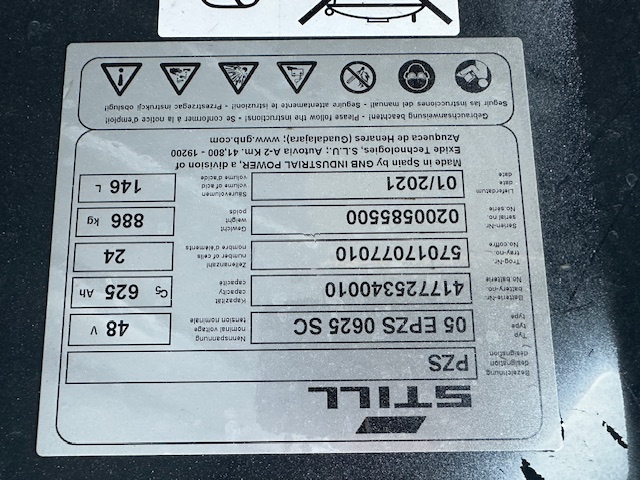 STILL
Bezeichnung
designation
designation
PZS
Typ
type
type
05 EPZS 0625 SC
Nennspannung
nominal voltage
tension nominale
48 V
Batterie-Nr.
battery-no.
No batterie
417725340010
Kapazität
capacity
capacité
C5 625 Ah
Trog-Nr.
tray-no.
No coffre
57017077010
Zellenanzahl
number of cells
nombre d'éléments
24
Serien-Nr.
serial no
No.série
0200585500
Gewicht
weight
poids
886 kg
Lieferdatum
date
date
01/2021
Säurevolumen
volume of acid
volume d'acide
146 L
Made in Spain by GNB INDUSTRIAL POWER, a division of
Exide Technologies, S.L.U.; Autovia A-2 Km. 41,800 - 19200
Azuqueca de Henares (Guadalajara); www.gnb.com
Gebrauchsanweisung beachten! - Please follow the instructions! - Se conformer à la notice d'emploi!
Seguir las instrucciones del manual! - Seguire attentamente le istruzioni! - Przestrzegac instrukcji obslugi!